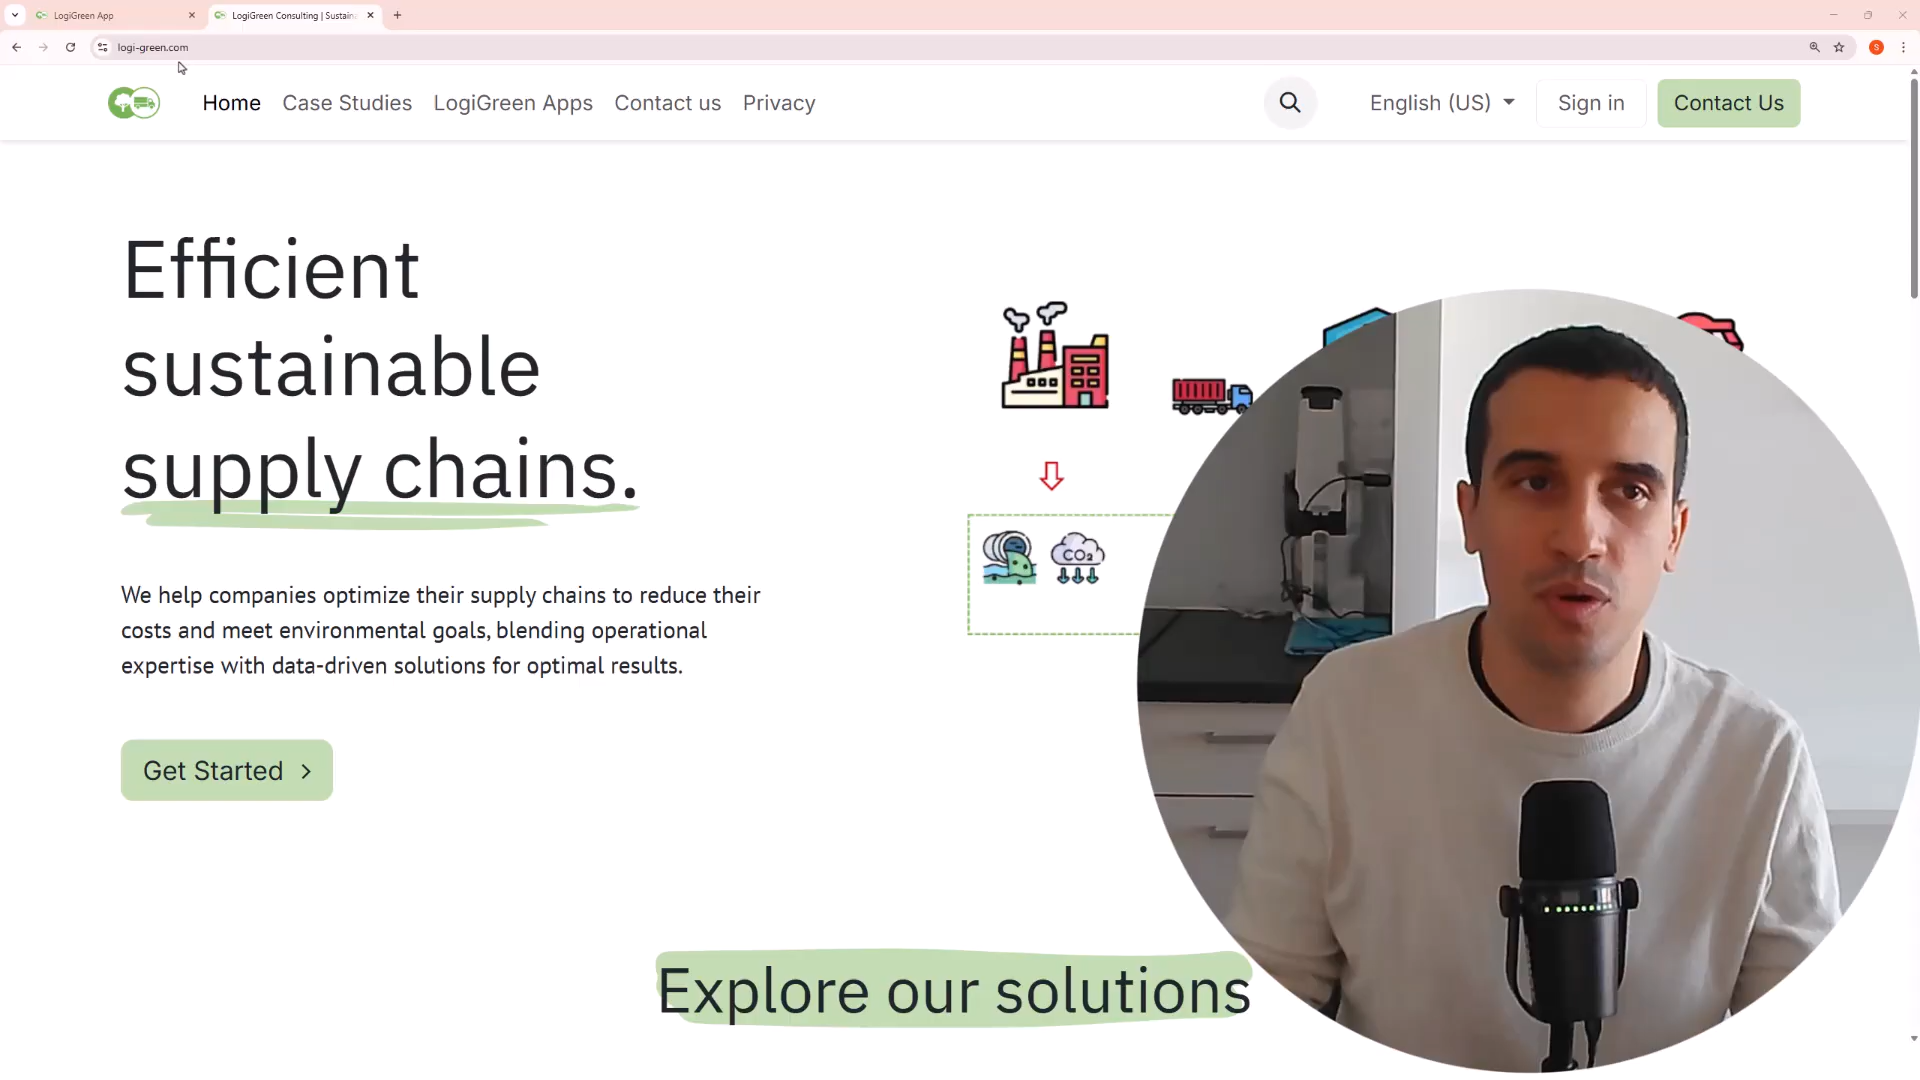 LogiGreen App
LogiGreen Consulting | Sustain
logi-green.com
S
Home
Case Studies
LogiGreen Apps
Contact us
Privacy
English (US)
Sign in
Contact Us
Efficient
sustainable
supply chains.
CO₂
We help companies optimize their supply chains to reduce their
costs and meet environmental goals, blending operational
expertise with data-driven solutions for optimal results.
Get Started
Explore our solutions